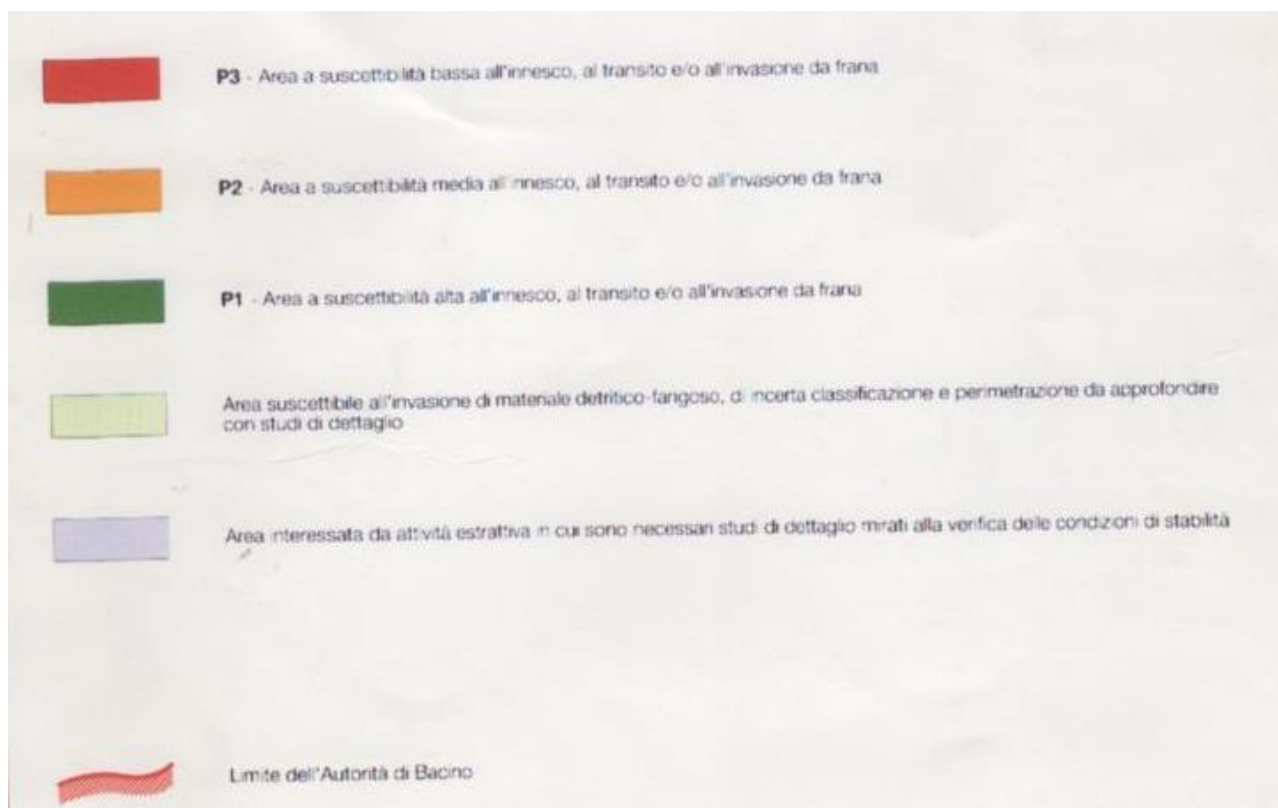 P3 - Area a suscettibilità bassa all'innesco, al transito e/o all'invasione da frana
P2 - Area a suscettibilità media all'innesco, al transito e/o all'invasione da frana
P1 - Area a suscettibilità alta all'innesco, al transito e/o all'invasione da frana
Area suscettibile all'invasione di materiale detritico-fangoso, di incerta classificazione e perimetrazione da approfondire
con studi di dettaglio
Area interessata da attività estrattiva in cui sono necessari studi di dettaglio mirati alla verifica delle condizioni di stabilità
Limite dell'Autorità di Bacino